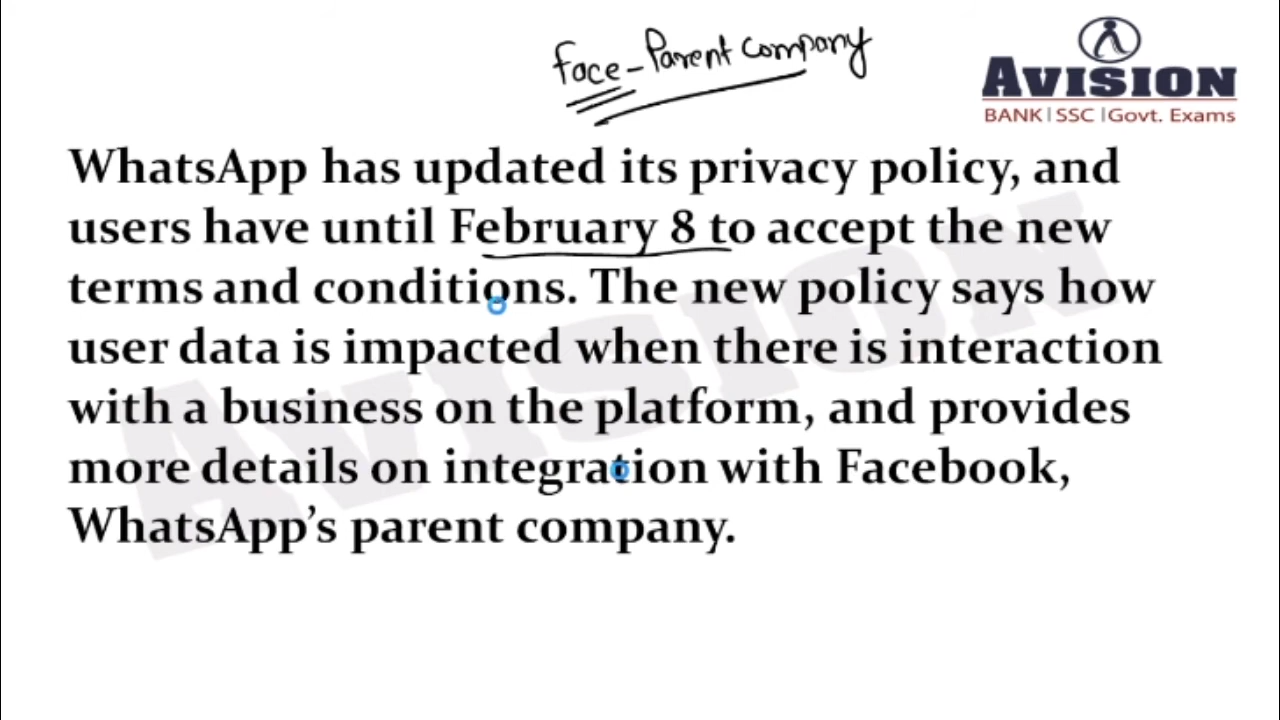 Face - Parent Company
AVISION
BANK | SSC | Govt. Exams
WhatsApp has updated its privacy policy, and
users have until February 8 to accept the new
terms and conditions. The new policy says how
user data is impacted when there is interaction
with a business on the platform, and provides
more details on integration with Facebook,
WhatsApp’s parent company.
AVISION